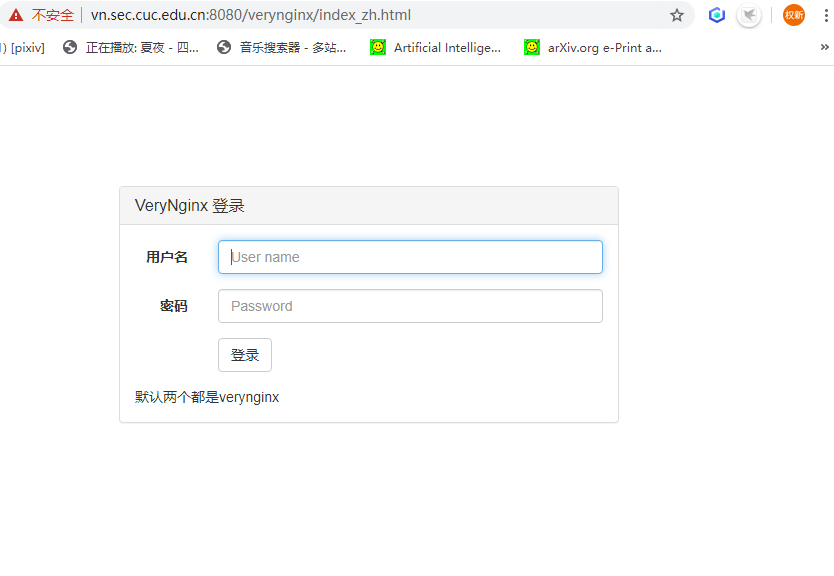 不安全 vn.sec.cuc.edu.cn:8080/verynginx/index_zh.html 权新
) [pixiv] 正在播放: 夏夜 - 四... 音乐搜索器 - 多站... Artificial Intellige... arXiv.org e-Print a... »
VeryNginx 登录
用户名 User name
密码 Password
登录
默认两个都是verynginx